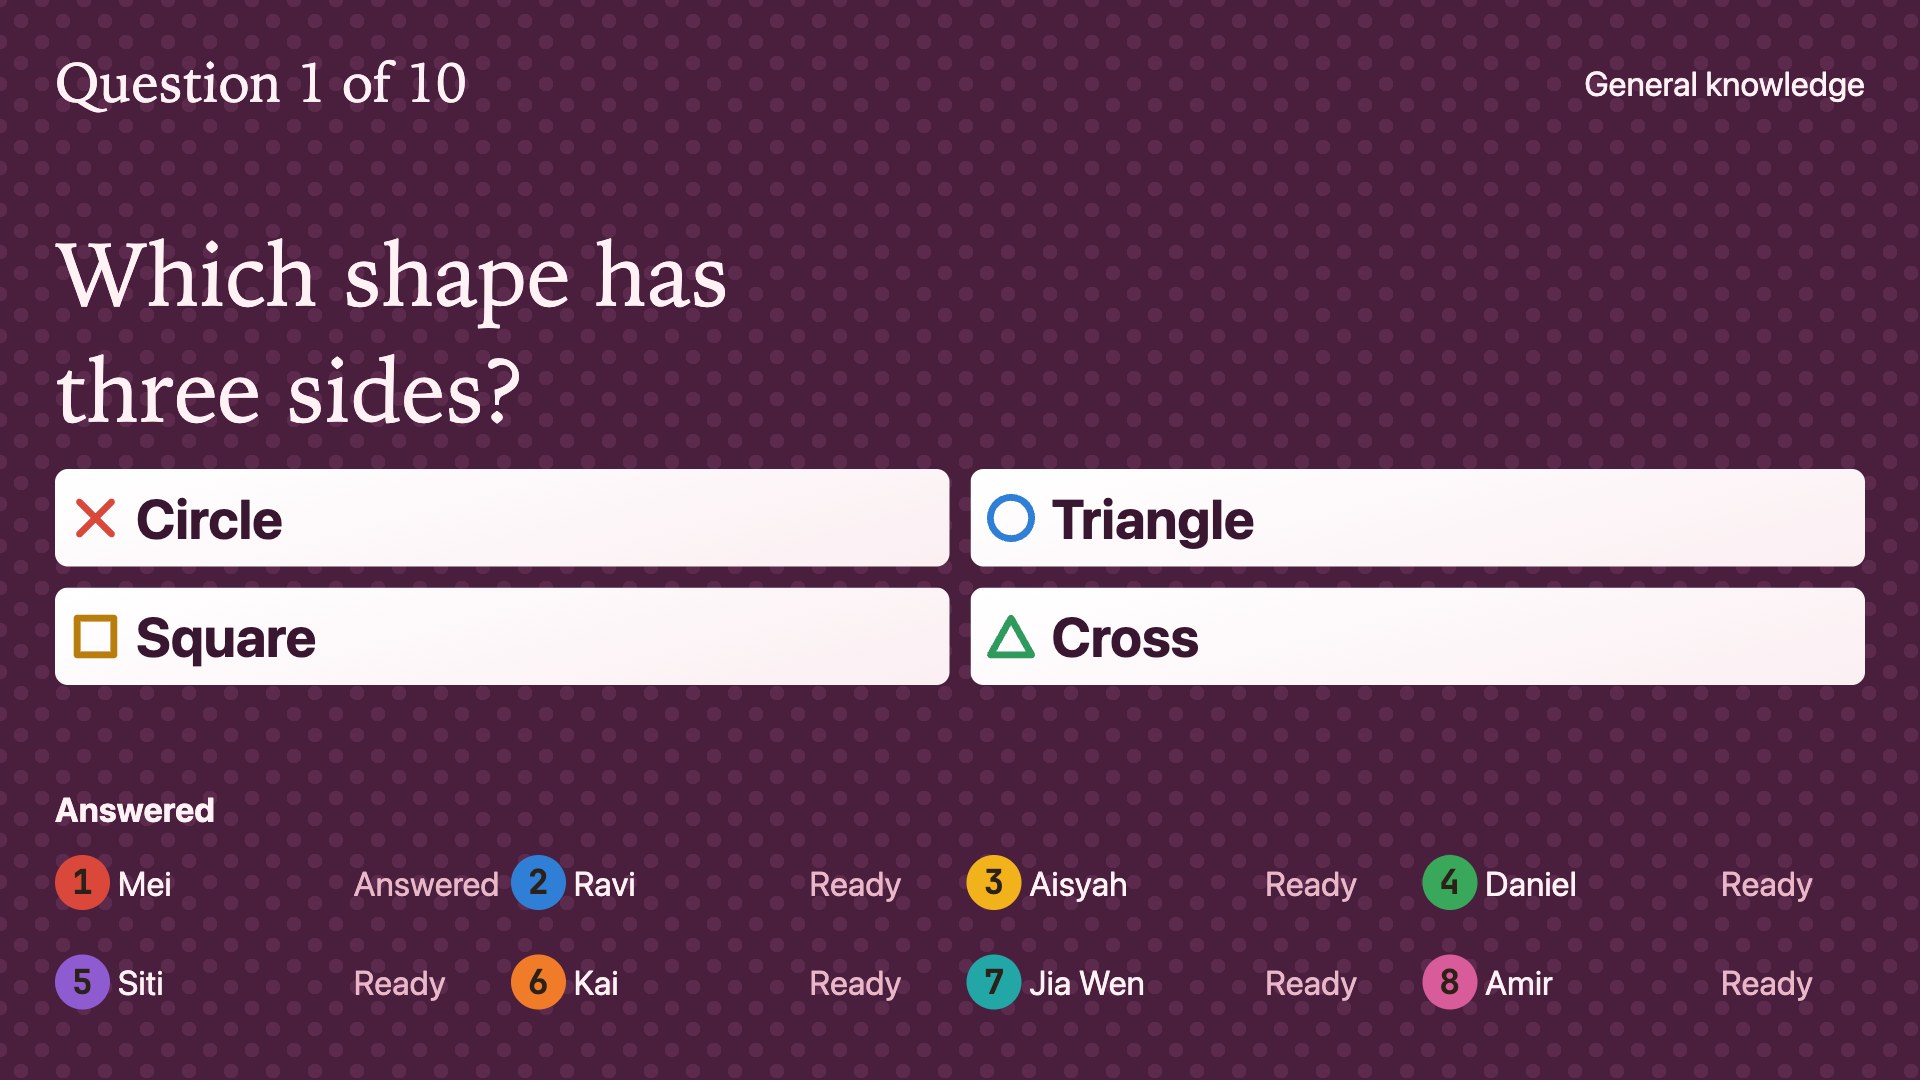 Question 1 of 10
General knowledge
Which shape has
three sides?
Circle
Triangle
Square
Cross
Answered
1 Mei Answered
2 Ravi Ready
3 Aisyah Ready
4 Daniel Ready
5 Siti Ready
6 Kai Ready
7 Jia Wen Ready
8 Amir Ready